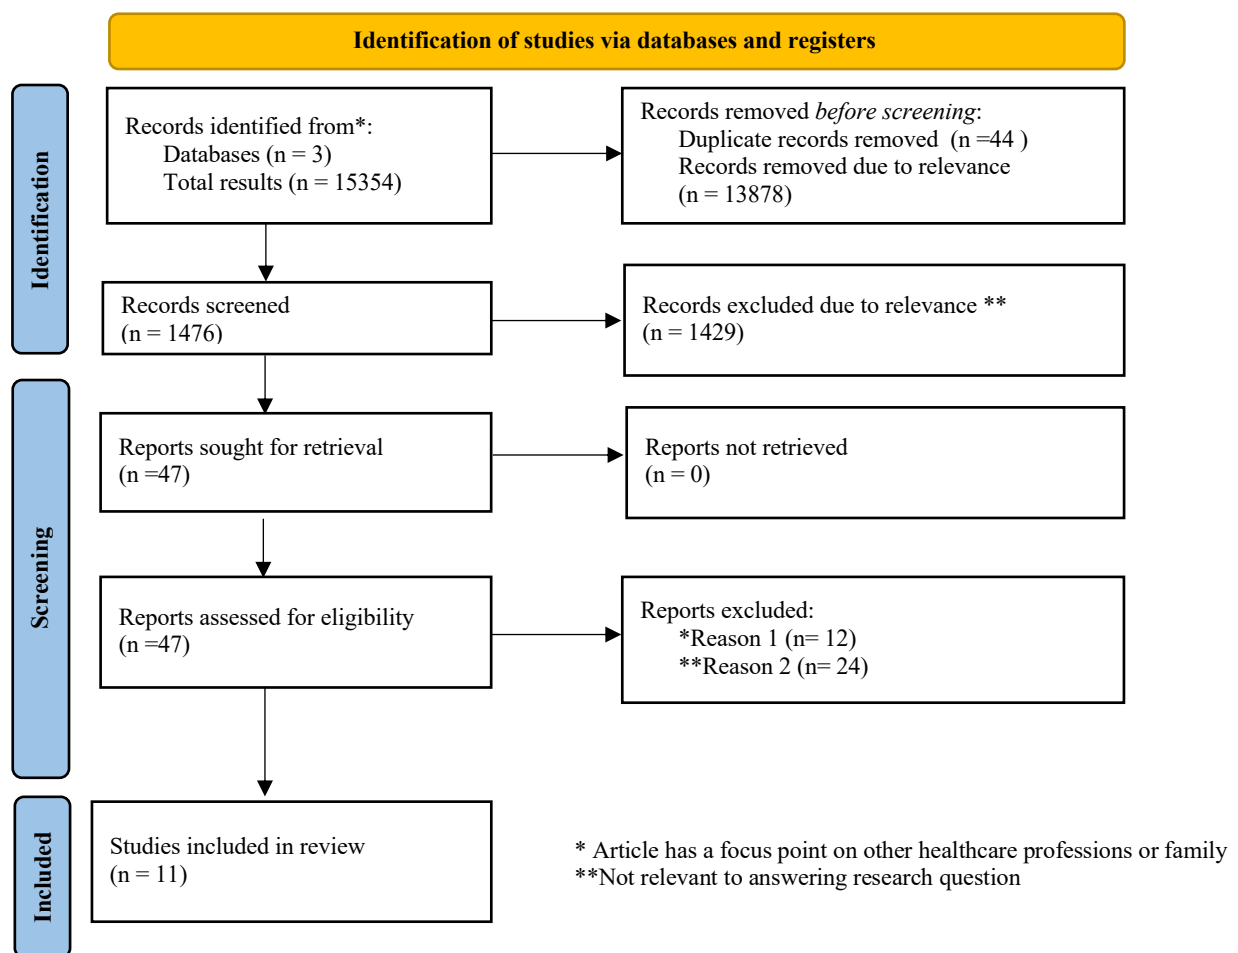 Identification of studies via databases and registers
Identification
Records identified from*:
Databases (n = 3)
Total results (n = 15354)
Records removed before screening:
Duplicate records removed (n =44 )
Records removed due to relevance
(n = 13878)
Records screened
(n = 1476)
Records excluded due to relevance **
(n = 1429)
Screening
Reports sought for retrieval
(n =47)
Reports not retrieved
(n = 0)
Reports assessed for eligibility
(n =47)
Reports excluded:
*Reason 1 (n= 12)
**Reason 2 (n= 24)
Included
Studies included in review
(n = 11)
* Article has a focus point on other healthcare professions or family
**Not relevant to answering research question